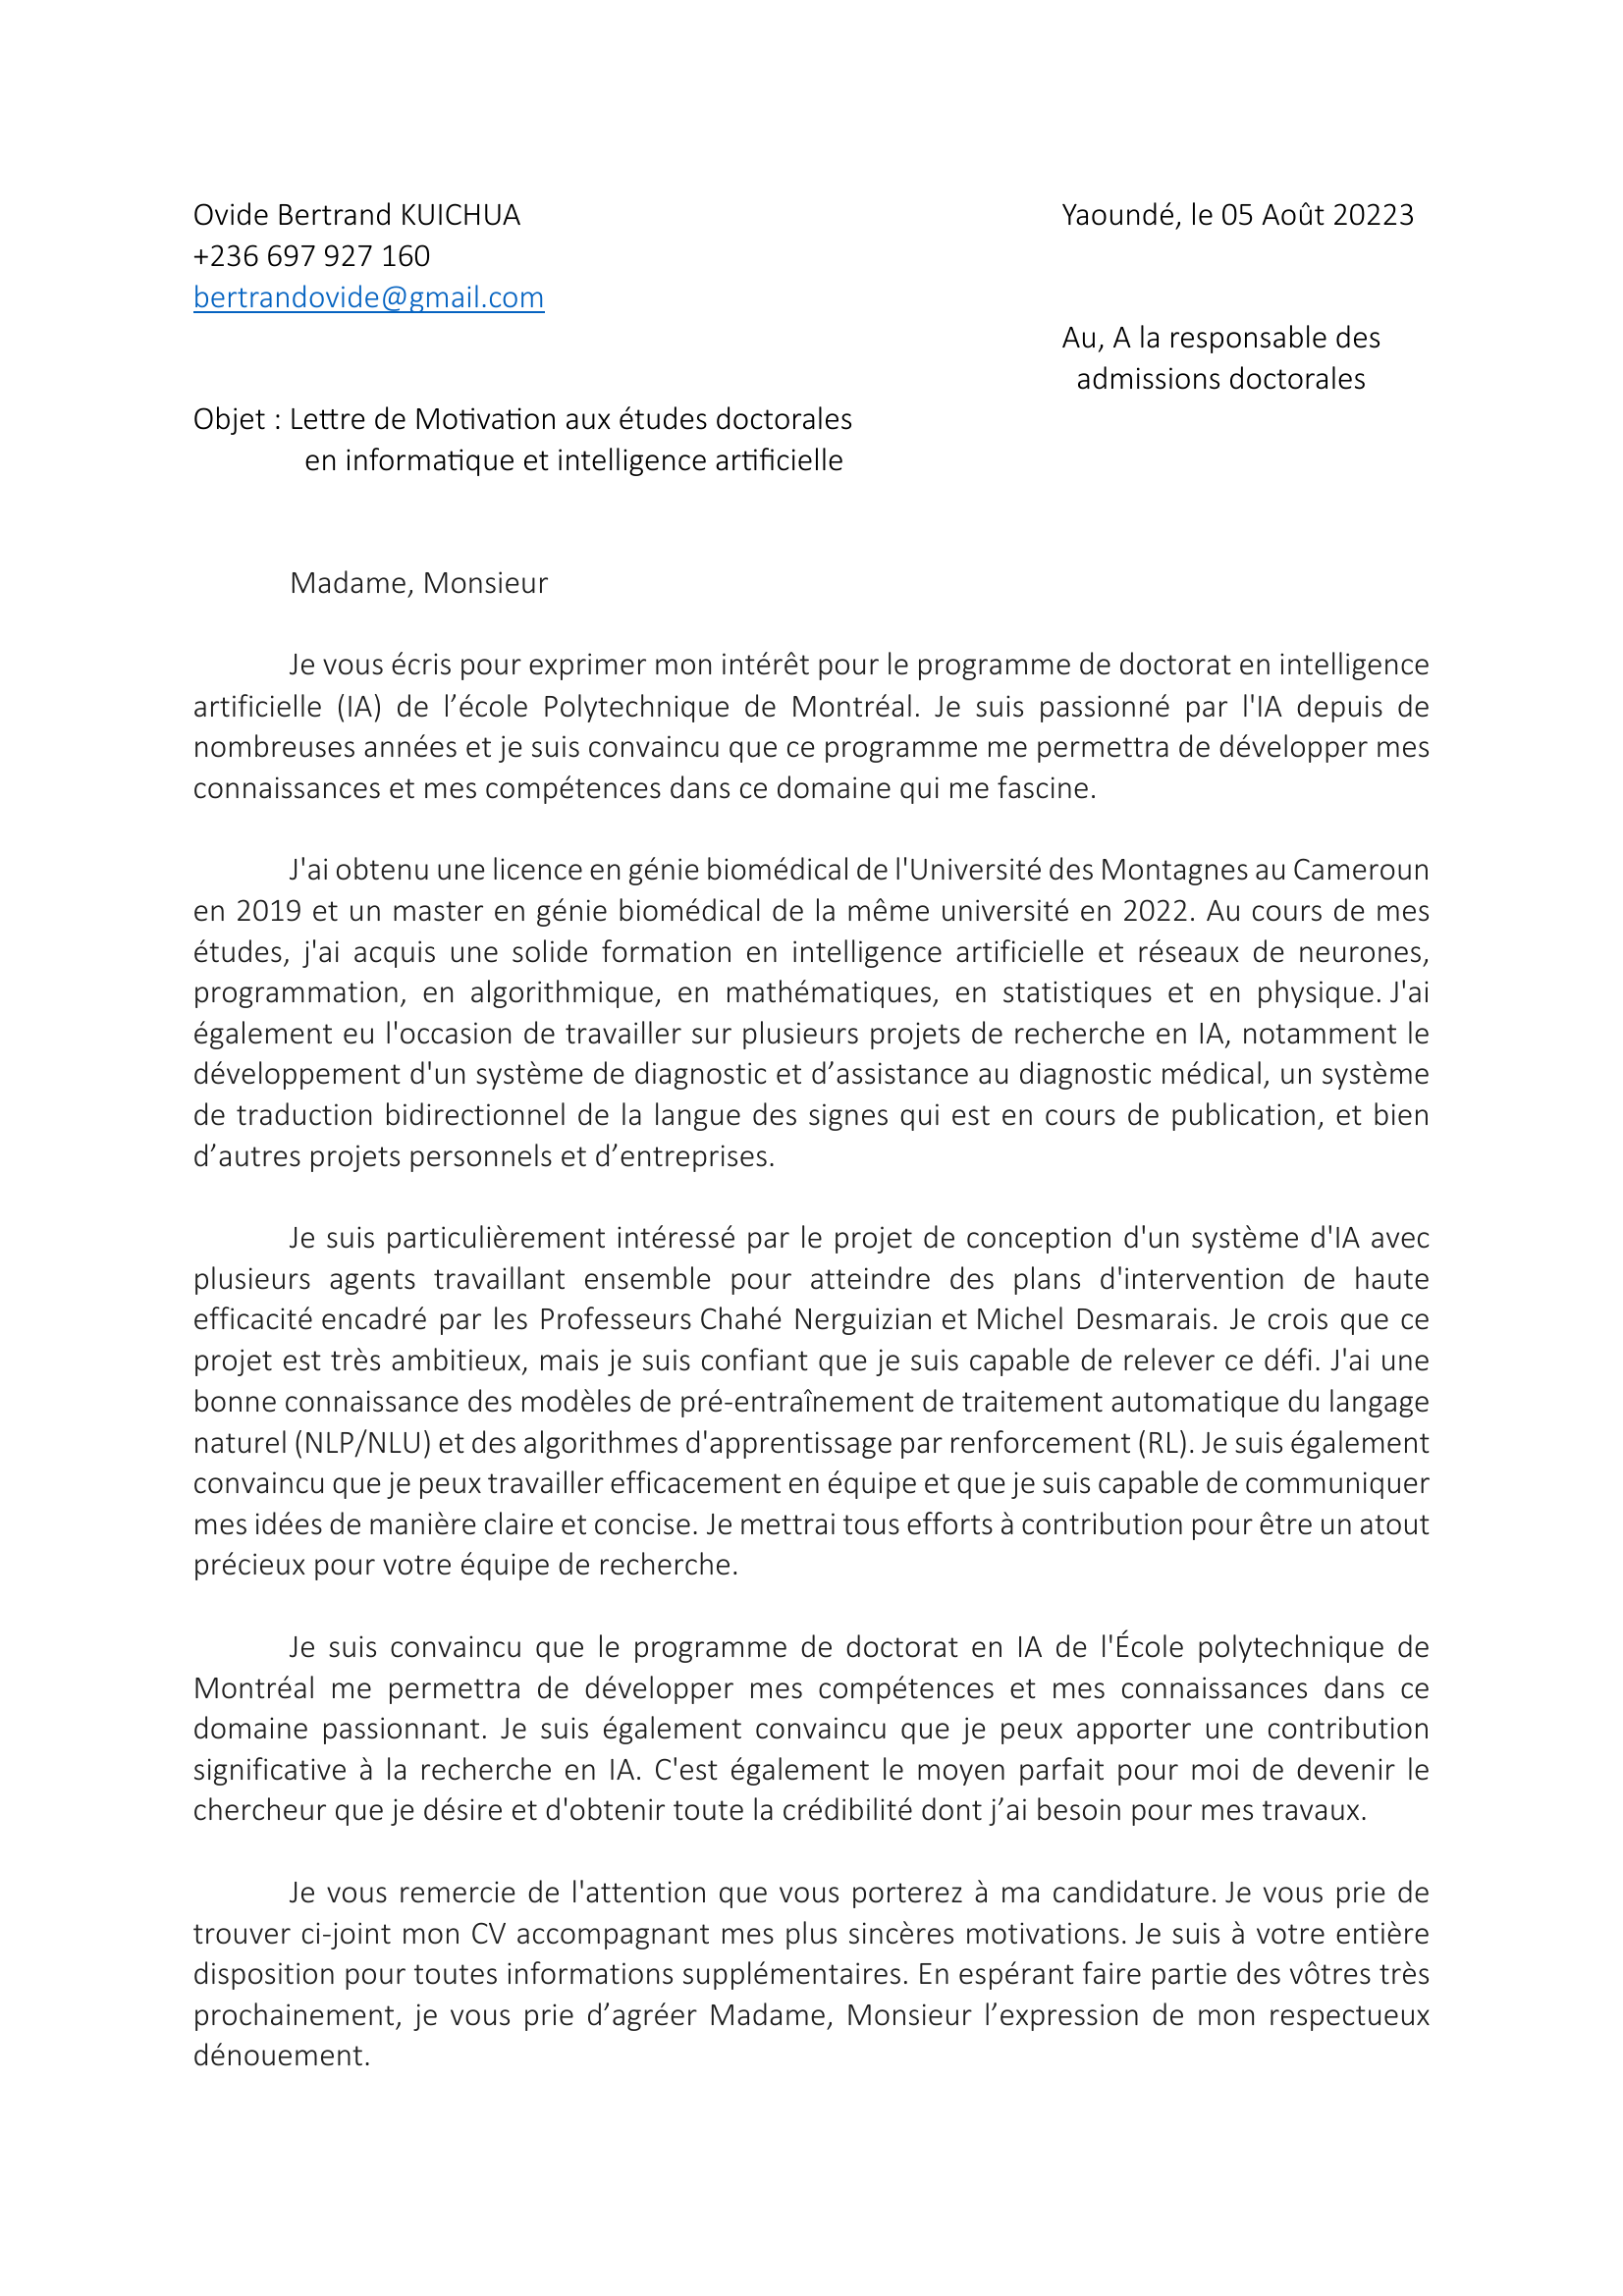 Ovide Bertrand KUICHUA
Yaoundé, le 05 Août 20223
+236 697 927 160
bertrandovide@gmail.com
Au, A la responsable des
admissions doctorales
Objet : Lettre de Motivation aux études doctorales
en informatique et intelligence artificielle
Madame, Monsieur
Je vous écris pour exprimer mon intérêt pour le programme de doctorat en intelligence
artificielle (IA) de l’école Polytechnique de Montréal. Je suis passionné par l'IA depuis de
nombreuses années et je suis convaincu que ce programme me permettra de développer mes
connaissances et mes compétences dans ce domaine qui me fascine.
J'ai obtenu une licence en génie biomédical de l'Université des Montagnes au Cameroun
en 2019 et un master en génie biomédical de la même université en 2022. Au cours de mes
études, j'ai acquis une solide formation en intelligence artificielle et réseaux de neurones,
programmation, en algorithmique, en mathématiques, en statistiques et en physique. J'ai
également eu l'occasion de travailler sur plusieurs projets de recherche en IA, notamment le
développement d'un système de diagnostic et d’assistance au diagnostic médical, un système
de traduction bidirectionnel de la langue des signes qui est en cours de publication, et bien
d’autres projets personnels et d’entreprises.
Je suis particulièrement intéressé par le projet de conception d'un système d'IA avec
plusieurs agents travaillant ensemble pour atteindre des plans d'intervention de haute
efficacité encadré par les Professeurs Chahé Nerguizian et Michel Desmarais. Je crois que ce
projet est très ambitieux, mais je suis confiant que je suis capable de relever ce défi. J'ai une
bonne connaissance des modèles de pré-entraînement de traitement automatique du langage
naturel (NLP/NLU) et des algorithmes d'apprentissage par renforcement (RL). Je suis également
convaincu que je peux travailler efficacement en équipe et que je suis capable de communiquer
mes idées de manière claire et concise. Je mettrai tous efforts à contribution pour être un atout
précieux pour votre équipe de recherche.
Je suis convaincu que le programme de doctorat en IA de l'École polytechnique de
Montréal me permettra de développer mes compétences et mes connaissances dans ce
domaine passionnant. Je suis également convaincu que je peux apporter une contribution
significative à la recherche en IA. C'est également le moyen parfait pour moi de devenir le
chercheur que je désire et d'obtenir toute la crédibilité dont j’ai besoin pour mes travaux.
Je vous remercie de l'attention que vous porterez à ma candidature. Je vous prie de
trouver ci-joint mon CV accompagnant mes plus sincères motivations. Je suis à votre entière
disposition pour toutes informations supplémentaires. En espérant faire partie des vôtres très
prochainement, je vous prie d’agréer Madame, Monsieur l’expression de mon respectueux
dénouement.